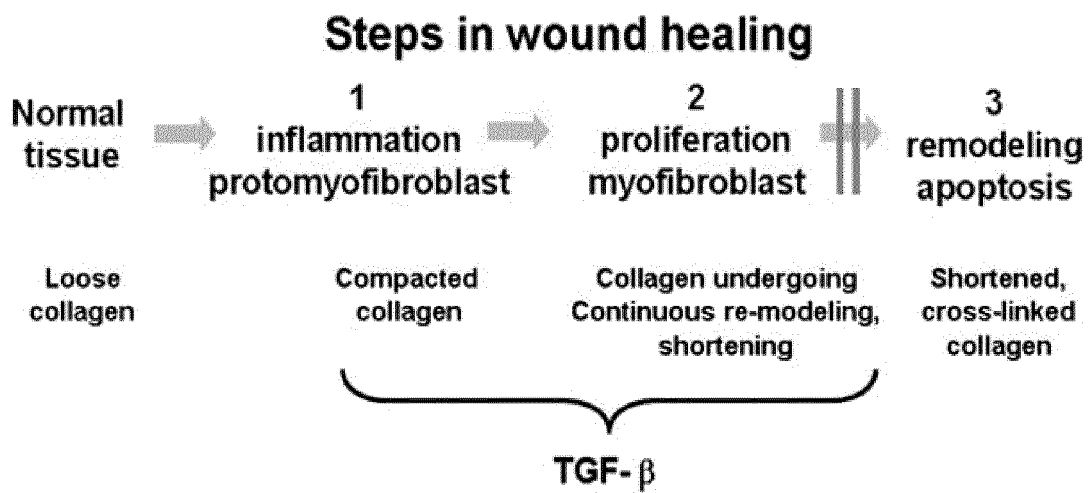 Steps in wound healing
Normal
tissue
1
inflammation
protomyofibroblast
2
proliferation
myofibroblast
3
remodeling
apoptosis
Loose
collagen
Compacted
collagen
Collagen undergoing
Continuous re-modeling,
shortening
Shortened,
cross-linked
collagen
TGF- β